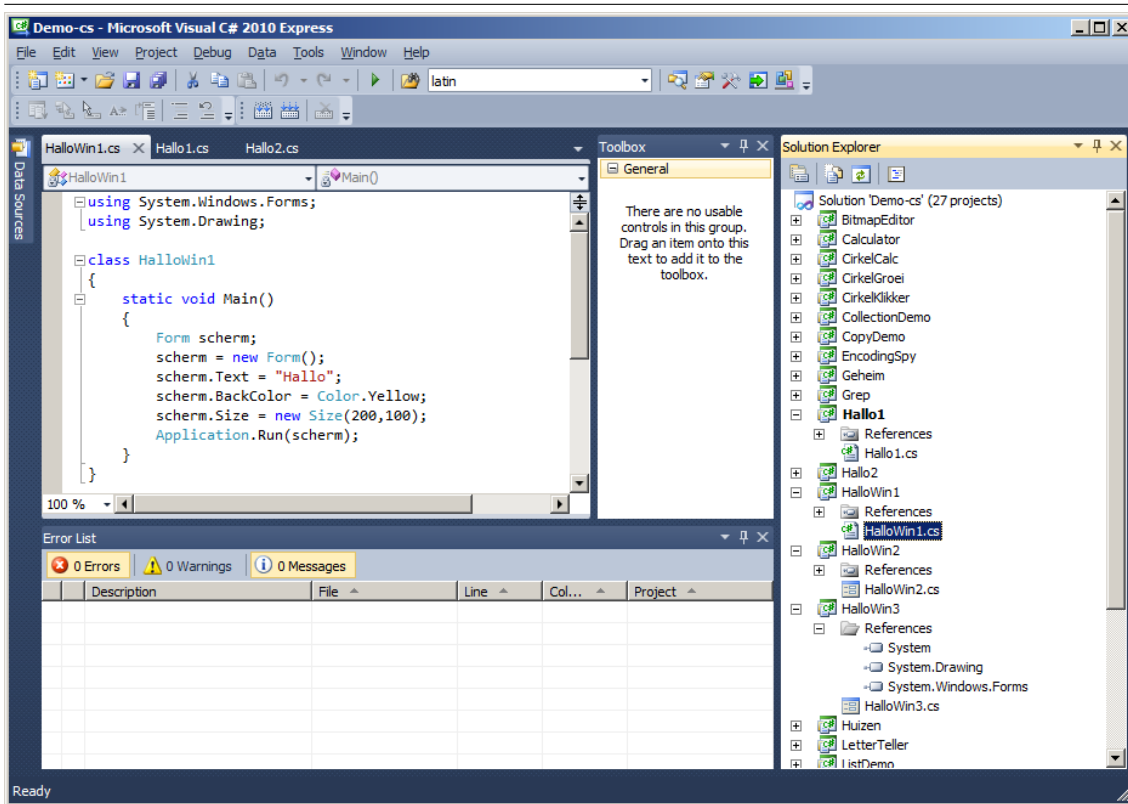 Demo-cs - Microsoft Visual C# 2010 Express
File Edit View Project Debug Data Tools Window Help
latin
Data Sources
HalloWin1.cs Hallo1.cs Hallo2.cs
HalloWin1 Main()
using System.Windows.Forms;
using System.Drawing;
class HalloWin1
{
static void Main()
{
Form scherm;
scherm = new Form();
scherm.Text = "Hallo";
scherm.BackColor = Color.Yellow;
scherm.Size = new Size(200,100);
Application.Run(scherm);
}
}
100 %
Toolbox
General
There are no usable
controls in this group.
Drag an item onto this
text to add it to the
toolbox.
Solution Explorer
Solution 'Demo-cs' (27 projects)
BitmapEditor
Calculator
CirkelCalc
CirkelGroei
CirkelKlikker
CollectionDemo
CopyDemo
EncodingSpy
Geheim
Grep
Hallo1
References
Hallo1.cs
Hallo2
HalloWin1
References
HalloWin1.cs
HalloWin2
References
HalloWin2.cs
HalloWin3
References
System
System.Drawing
System.Windows.Forms
HalloWin3.cs
Huizen
LetterTeller
ListDemo
Error List
0 Errors 0 Warnings 0 Messages
Description File Line Col... Project
Ready